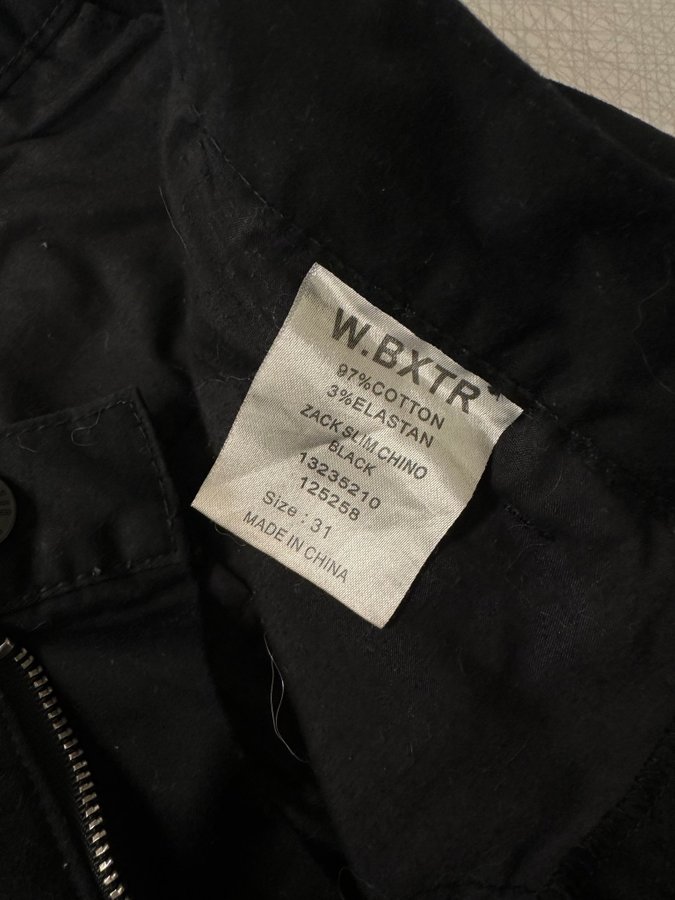 W.BXTR+
97%COTTON
3%ELASTAN
ZACK SLIM CHINO
BLACK
13235210
125258
Size : 31
MADE IN CHINA